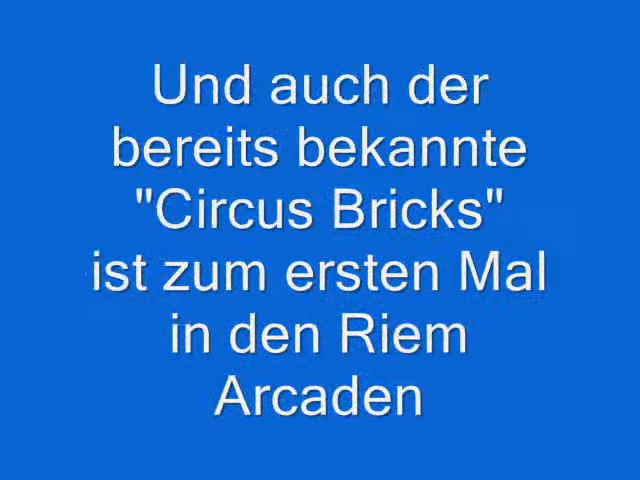 Und auch der
bereits bekannte
"Circus Bricks"
ist zum ersten Mal
in den Riem
Arcaden